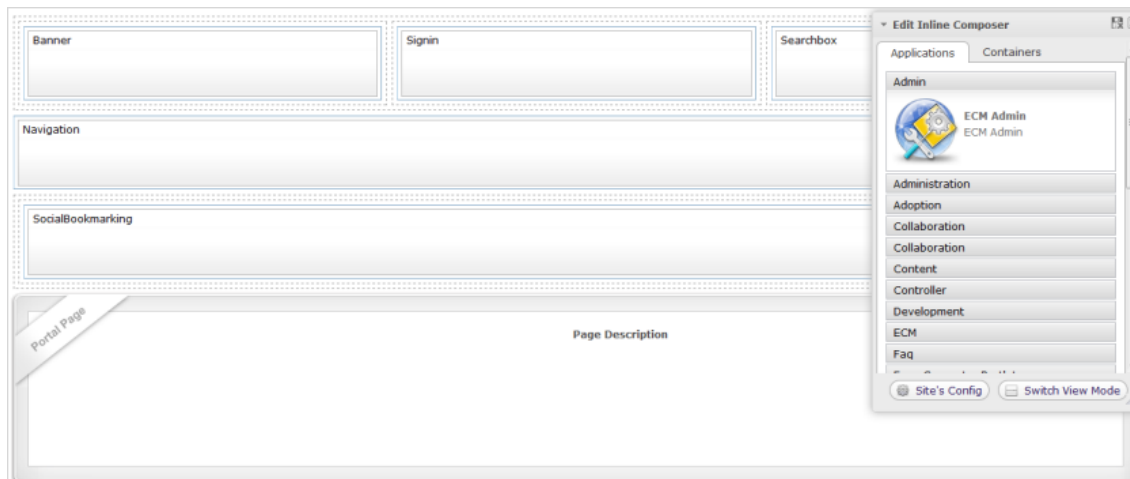 Banner
Signin
Searchbox
Navigation
SocialBookmarking
Portal Page
Page Description
Edit Inline Composer
Applications
Containers
Admin
ECM Admin
ECM Admin
Administration
Adoption
Collaboration
Collaboration
Content
Controller
Development
ECM
Faq
Site's Config
Switch View Mode